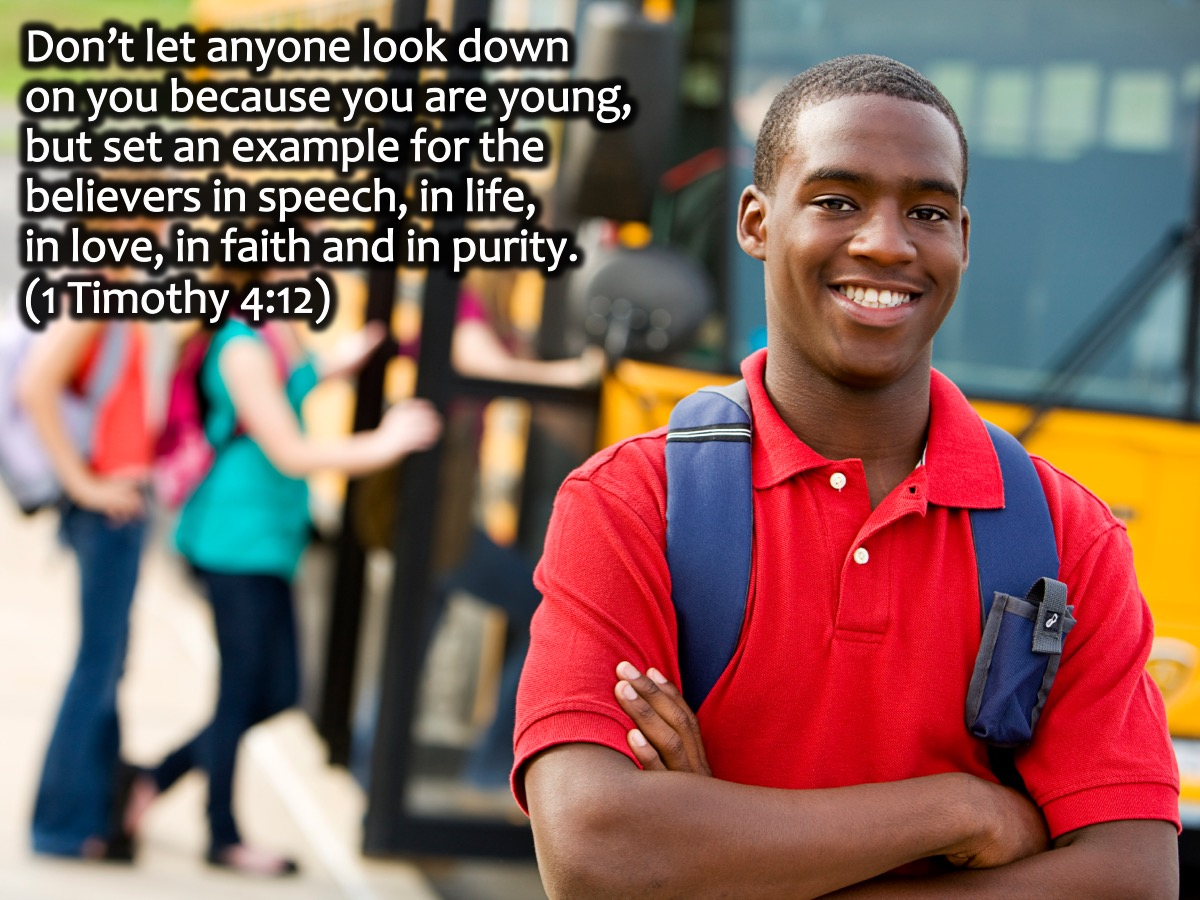 Don’t let anyone look down
on you because you are young,
but set an example for the
believers in speech, in life,
in love, in faith and in purity.
(1 Timothy 4:12)